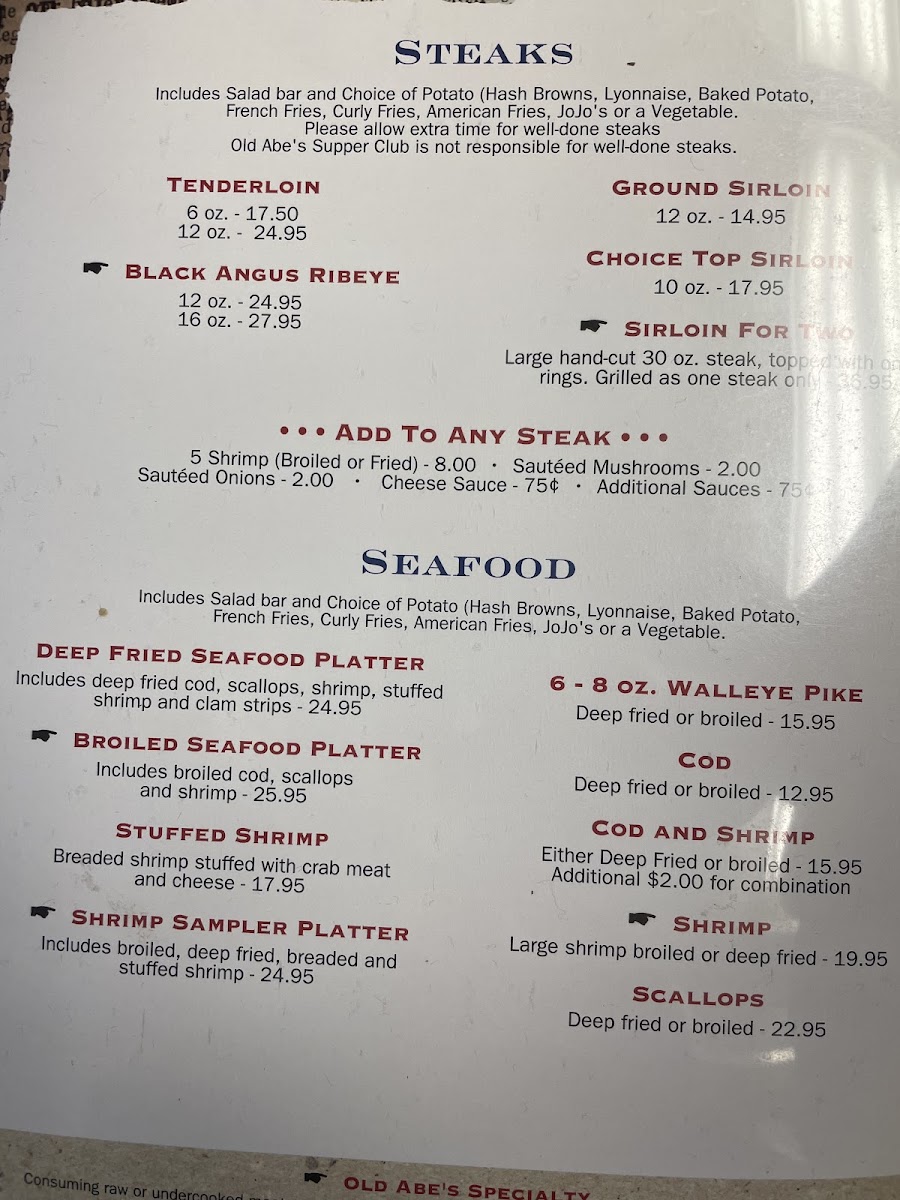 STEAKS
Includes Salad bar and Choice of Potato (Hash Browns, Lyonnaise, Baked Potato,
French Fries, Curly Fries, American Fries, JoJo's or a Vegetable.
Please allow extra time for well-done steaks
Old Abe's Supper Club is not responsible for well-done steaks.
TENDERLOIN
6 oz. - 17.50
12 oz. - 24.95
BLACK ANGUS RIBEYE
12 oz. - 24.95
16 oz. - 27.95
GROUND SIRLOIN
12 oz. - 14.95
CHOICE TOP SIRLOIN
10 oz. - 17.95
SIRLOIN FOR TWO
Large hand-cut 30 oz. steak, topped with
rings. Grilled as one steak only - 36.95
• • • ADD TO ANY STEAK • • •
5 Shrimp (Broiled or Fried) - 8.00 • Sautéed Mushrooms - 2.00
Sautéed Onions - 2.00 • Cheese Sauce - 75¢ • Additional Sauces - 75¢
SEAFOOD
Includes Salad bar and Choice of Potato (Hash Browns, Lyonnaise, Baked Potato,
French Fries, Curly Fries, American Fries, JoJo's or a Vegetable.
DEEP FRIED SEAFOOD PLATTER
Includes deep fried cod, scallops, shrimp, stuffed
shrimp and clam strips - 24.95
BROILED SEAFOOD PLATTER
Includes broiled cod, scallops
and shrimp - 25.95
STUFFED SHRIMP
Breaded shrimp stuffed with crab meat
and cheese - 17.95
SHRIMP SAMPLER PLATTER
Includes broiled, deep fried, breaded and
stuffed shrimp - 24.95
6 - 8 OZ. WALLEYE PIKE
Deep fried or broiled - 15.95
COD
Deep fried or broiled - 12.95
COD AND SHRIMP
Either Deep Fried or broiled - 15.95
Additional $2.00 for combination
SHRIMP
Large shrimp broiled or deep fried - 19.95
SCALLOPS
Deep fried or broiled - 22.95
Consuming raw or undercooked
OLD ABE'S SPECIALTY